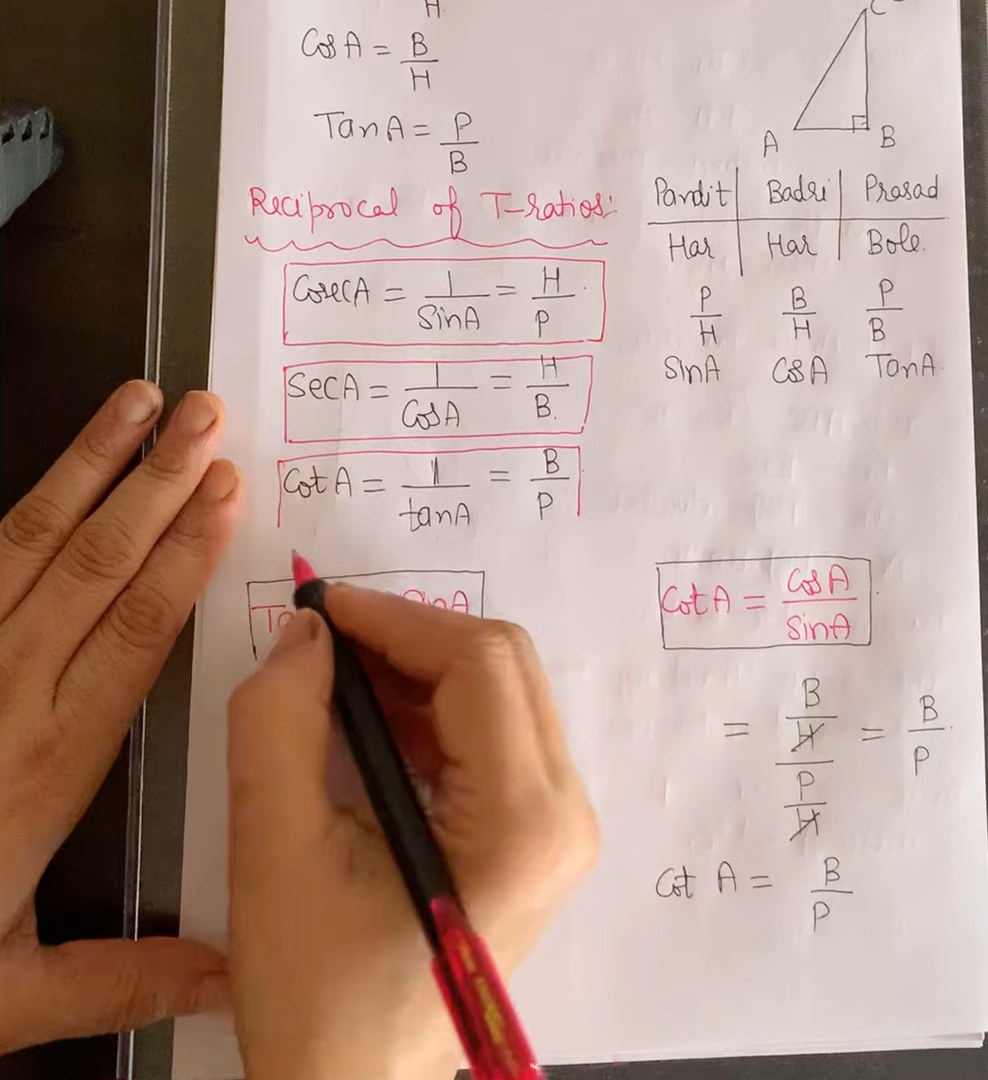 H
CosA = B/H
TanA = P/B
Reciprocal of T-ratios:
CosecA = 1/SinA = H/P
SecA = 1/CosA = H/B.
CotA = 1/tanA = B/P
C
A B
Pandit | Badri | Prasad
Har | Har | Bole.
P/H B/H P/B
SinA CosA TanA.
CotA = CosA/SinA
= B/H / P/H = B/P.
Cot A = B/P